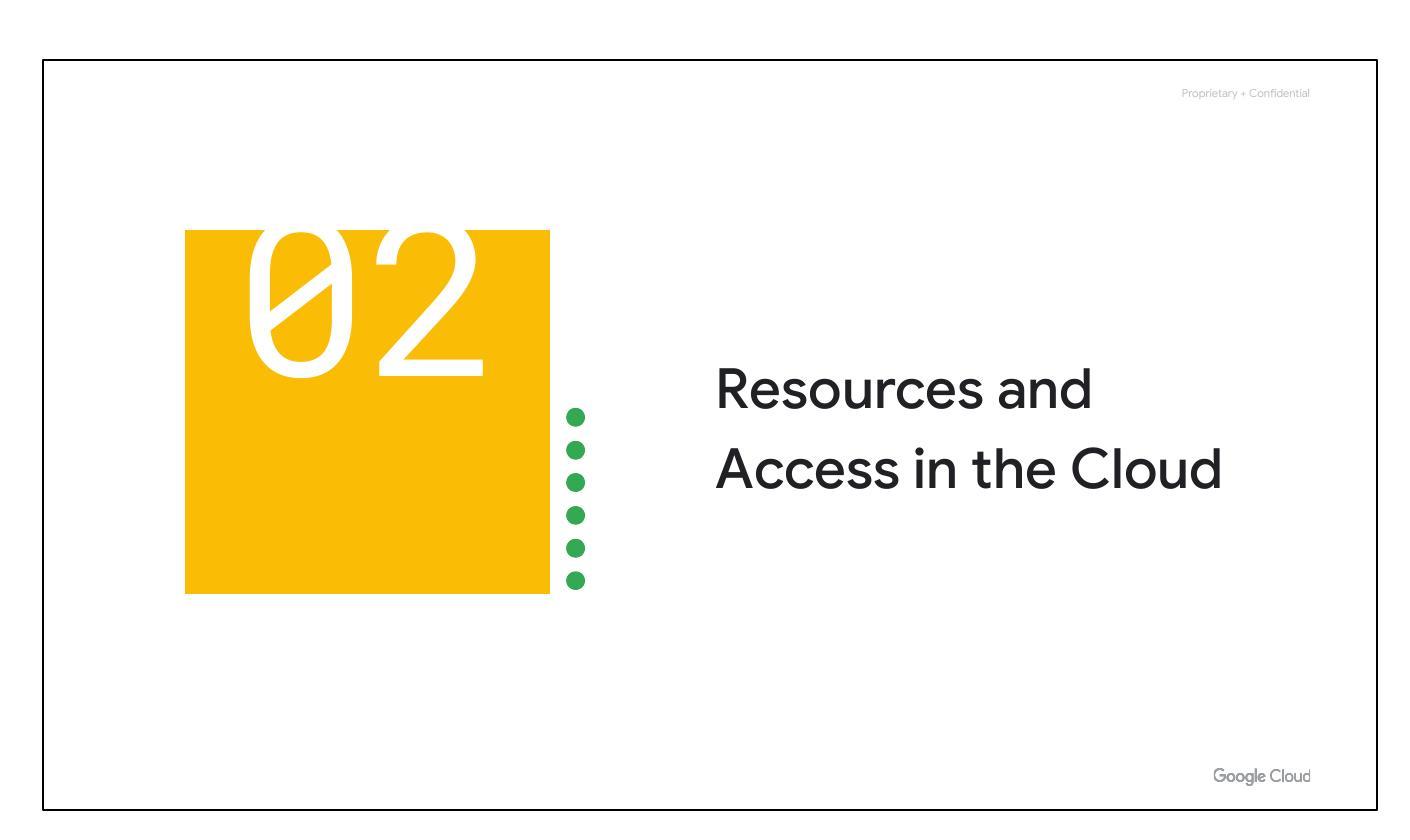 Proprietary + Confidential
02
Resources and
Access in the Cloud
Google Cloud